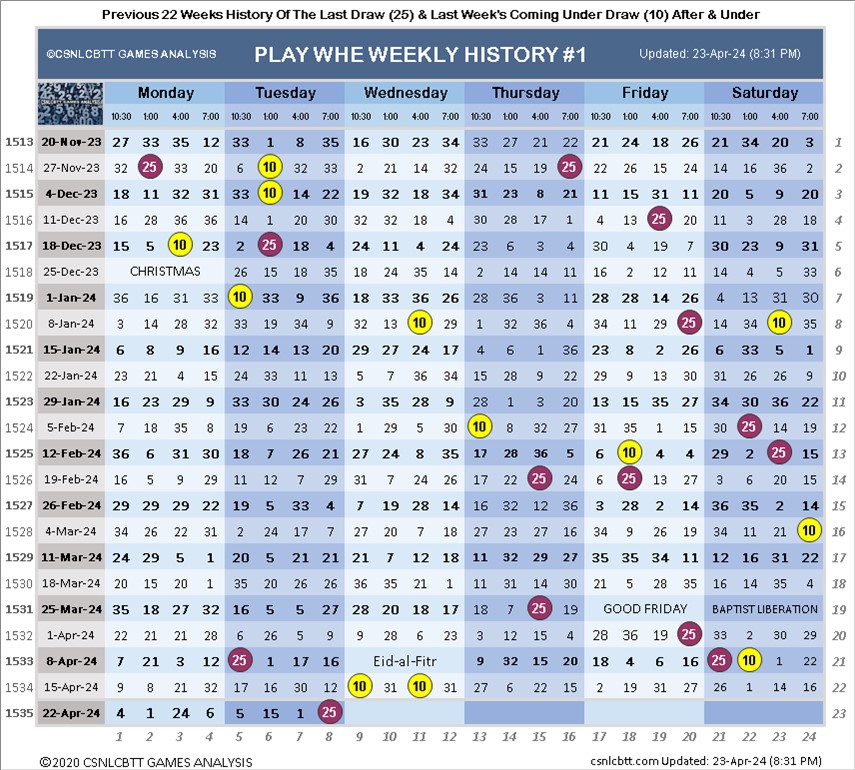 Previous 22 Weeks History Of The Last Draw (25) & Last Week's Coming Under Draw (10) After & Under
©CSNLCBTT GAMES ANALYSIS PLAY WHE WEEKLY HISTORY #1 Updated: 23-Apr-24 (8:31 PM)
CSNLCBTT GAMES ANALYSIS Monday Tuesday Wednesday Thursday Friday Saturday
10:30 1:00 4:00 7:00 10:30 1:00 4:00 7:00 10:30 1:00 4:00 7:00 10:30 1:00 4:00 7:00 10:30 1:00 4:00 7:00 10:30 1:00 4:00 7:00
1513 20-Nov-23 27 33 35 12 33 1 8 35 16 30 23 34 33 27 21 22 21 24 18 26 21 34 20 3 1
1514 27-Nov-23 32 25 33 20 6 10 32 33 2 21 14 32 24 15 19 25 22 26 15 24 14 16 36 2 2
1515 4-Dec-23 18 11 32 31 33 10 14 22 19 32 18 34 31 23 8 21 11 15 31 11 20 5 9 20 3
1516 11-Dec-23 16 28 36 36 14 1 20 30 32 32 18 4 30 28 17 1 4 13 25 20 11 3 28 18 4
1517 18-Dec-23 15 5 10 23 2 25 18 4 24 11 4 24 23 6 3 4 30 4 19 7 30 23 9 31 5
1518 25-Dec-23 CHRISTMAS 26 15 18 35 18 24 35 14 2 14 14 11 16 2 12 11 14 4 5 33 6
1519 1-Jan-24 36 16 31 33 10 33 9 36 18 33 36 26 28 36 3 11 28 28 14 26 4 13 31 30 7
1520 8-Jan-24 3 14 28 32 33 19 34 9 32 13 10 29 1 32 36 4 34 11 29 25 14 34 10 35 8
1521 15-Jan-24 6 8 9 16 12 14 13 20 29 27 24 17 4 6 1 36 23 8 2 26 6 33 5 1 9
1522 22-Jan-24 23 21 4 15 24 33 11 13 5 7 36 34 15 28 9 22 29 9 13 30 31 26 26 9 10
1523 29-Jan-24 16 23 29 9 33 30 24 26 3 35 28 9 28 1 3 20 13 15 35 27 34 30 36 22 11
1524 5-Feb-24 7 18 35 8 19 6 23 22 1 29 5 30 10 8 32 27 31 35 1 15 30 25 14 19 12
1525 12-Feb-24 36 6 31 30 18 7 26 21 27 24 8 35 17 28 36 5 6 10 4 4 29 2 25 15 13
1526 19-Feb-24 16 5 9 29 11 12 7 29 31 7 24 26 17 22 25 24 6 25 13 27 3 6 20 15 14
1527 26-Feb-24 29 29 29 22 19 5 33 4 7 19 28 14 16 32 12 36 3 28 2 14 36 35 2 14 15
1528 4-Mar-24 34 26 22 31 2 24 17 7 27 20 7 18 27 23 27 16 34 9 26 19 34 11 21 10 16
1529 11-Mar-24 24 29 5 1 20 5 21 21 21 7 12 18 11 32 29 27 35 35 34 11 12 16 31 22 17
1530 18-Mar-24 20 15 20 1 35 20 26 26 36 35 21 1 11 31 14 30 21 5 28 35 16 14 35 4 18
1531 25-Mar-24 35 18 27 32 16 5 5 27 28 20 18 17 18 7 25 19 GOOD FRIDAY BAPTIST LIBERATION 19
1532 1-Apr-24 22 21 21 28 6 26 5 9 9 28 6 23 3 12 15 4 28 36 19 25 33 2 30 29 20
1533 8-Apr-24 7 21 3 12 25 1 17 16 Eid-al-Fitr 9 32 15 20 18 4 6 16 25 10 1 22 21
1534 15-Apr-24 9 8 21 32 17 16 30 12 10 31 10 31 27 6 22 15 2 19 31 27 26 1 14 16 22
1535 22-Apr-24 4 1 24 6 5 15 1 25 23
1 2 3 4 5 6 7 8 9 10 11 12 13 14 15 16 17 18 19 20 21 22 23 24
©2020 CSNLCBTT GAMES ANALYSIS csnlcbtt.com Updated: 23-Apr-24 (8:31 PM)